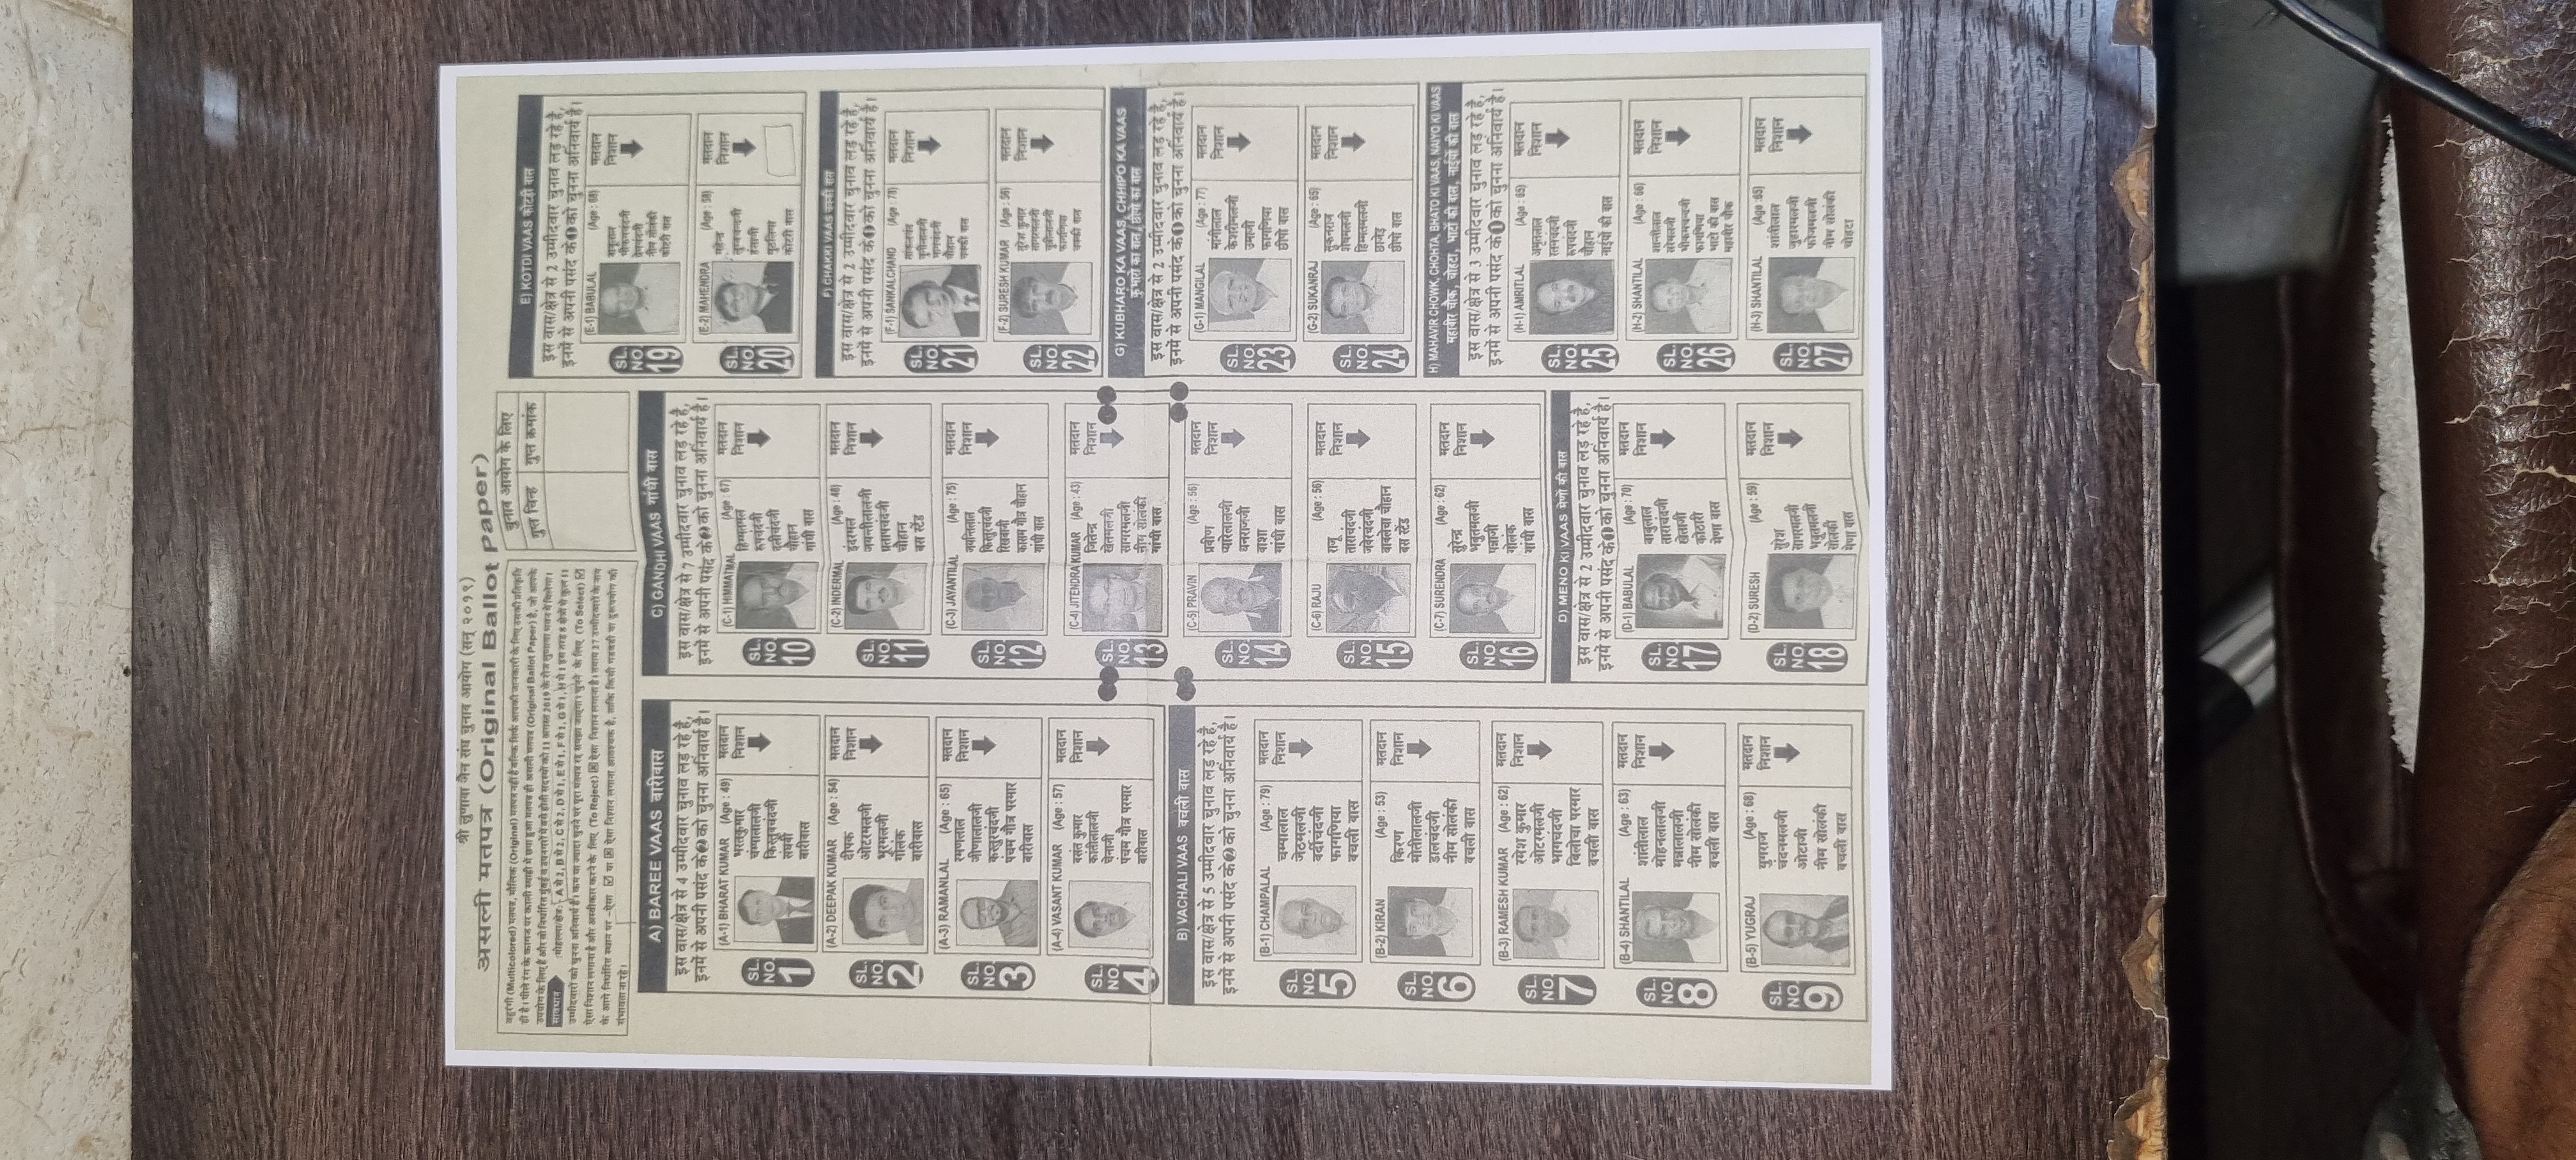 श्री लुणावा जैन संघ चुनाव आयोग (सन् २०१९)
असली मतपत्र (Original Ballot Paper)
बहुरंगी (Multicolored) मतपत्र, मौलिक (Original) मतपत्र नहीं है बल्कि सिर्फ आपकी जानकारी के लिए उसकी प्रतिकृति
ही है। पीले रंग के कागज पर काली स्याही में छपा हुआ मतपत्र ही असली मतपत्र (Original Ballot Paper) है, जो आपके
उपयोग के लिए है और वो निर्धारित मुंबई व उपनगरों में बसे होती सदस्यों को 11 अगस्त 2019 के रोज लुणावा भवन में मिलेगा।
सावधान मोहल्ला/क्षेत्र: A से 2, B से 2, C से 2, D से 1, E से 1, F से 1, G से 1, H से 1 इस तरह 8 क्षेत्रों से कुल 11
उम्मीदवारों को चुनना अनिवार्य है। कम या ज्यादा चुनने पर पूरा मतपत्र रद्द समझा जाएगा। चुनने के लिए (To Select) ☑
ऐसा निशान लगाना है और अस्वीकार करने के लिए (To Reject) ☒ ऐसा निशान लगाना है। तमाम 27 उम्मीदवारों के नाम
के आगे निर्धारित स्थान पर -ऐसा ☑ या ☒ ऐसा निशान लगाना आवश्यक है, ताकि किसी गडबडी या दुरूपयोग की
संभावता ना रहे।
चुनाव आयोग के लिए
गुप्त चिन्ह गुप्त क्रमांक
A) BAREE VAAS बारीवास
इस वास/क्षेत्र से 4 उम्मीदवार चुनाव लड़ रहे है,
इनमें से अपनी पसंद के ❷ को चुनना अनिवार्य है।
SL. NO. 1
(A-1) BHARAT KUMAR (Age : 49)
भरतकुमार
चंम्पालालजी
किस्तुरचंदजी
संघवी
बारीवास
मतदान
निशान
SL. NO. 2
(A-2) DEEPAK KUMAR (Age : 54)
दीपक
ओटरमलजी
भूरमलजी
गोलंक
बारीवास
मतदान
निशान
SL. NO. 3
(A-3) RAMANLAL (Age : 65)
रमणलाल
जीणालालजी
कस्तुरचंदजी
पंचम गौत्र परमार
बारीवास
मतदान
निशान
SL. NO. 4
(A-4) VASANT KUMAR (Age : 57)
वसंत कुमार
कांतीलालजी
चेनाजी
पंचम गौत्र परमार
बारीवास
मतदान
निशान
B) VACHALI VAAS वचली वास
इस वास/क्षेत्र से 5 उम्मीदवार चुनाव लड़ रहे है,
इनमें से अपनी पसंद के ❷ को चुनना अनिवार्य है।
SL. NO. 5
(B-1) CHAMPALAL (Age : 79)
चम्पालाल
जेठमलजी
वर्दीचंदजी
फागणिया
वचली वास
मतदान
निशान
SL. NO. 6
(B-2) KIRAN (Age : 53)
किरण
मोतीलालजी
डालचंदजी
नीम सोलंकी
वचली वास
मतदान
निशान
SL. NO. 7
(B-3) RAMESH KUMAR (Age : 62)
रमेश कुमार
ओटरमलजी
भागचंदजी
बिलोचा परमार
वचली वास
मतदान
निशान
SL. NO. 8
(B-4) SHANTILAL (Age : 63)
शांतीलाल
मोहनलालजी
मन्नालालजी
नीम सोलंकी
वचली वास
मतदान
निशान
SL. NO. 9
(B-5) YUGRAJ (Age : 68)
युगराज
चंदनमलजी
ओटाजी
नीम सोलंकी
वचली वास
मतदान
निशान
C) GANDHI VAAS गांधी वास
इस वास/क्षेत्र से 7 उम्मीदवार चुनाव लड़ रहे है,
इनमें से अपनी पसंद के ❷ को चुनना अनिवार्य है।
SL. NO. 10
(C-1) HIMMATMAL (Age : 67)
हिम्मतमल
रूपचंदजी
दलीचंदजी
चौहान
गांधी वास
मतदान
निशान
SL. NO. 11
(C-2) INDERMAL (Age : 48)
इंदरमल
जयन्तीलालजी
प्रतापचंदजी
चौहान
बस स्टेंड
मतदान
निशान
SL. NO. 12
(C-3) JAYANTILAL (Age : 75)
जयन्तिलाल
किस्तुरचंदजी
रिखबाजी
कासम गौत्र चौहान
गांधी वास
मतदान
निशान
SL. NO. 13
(C-4) JITENDRA KUMAR (Age : 43)
जितेन्द्र
खेतमलजी
सागरमलजी
नीम सोलंकी
गांधी वास
मतदान
निशान
SL. NO. 14
(C-5) PRAVIN (Age : 56)
प्रवीण
प्यारेलालजी
धनराजजी
वाशा
गांधी वास
मतदान
निशान
SL. NO. 15
(C-6) RAJU (Age : 56)
राजू
ताराचंदजी
जवेरचंदजी
बाबलेचा चौहान
बस स्टेंड
मतदान
निशान
SL. NO. 16
(C-7) SURENDRA (Age : 62)
सुरेन्द्र
भबुतमलजी
पन्नाजी
गोलंक
गांधी वास
मतदान
निशान
D) MENO KI VAAS मेणों की वास
इस वास/क्षेत्र से 2 उम्मीदवार चुनाव लड़ रहे है,
इनमें से अपनी पसंद के ❶ को चुनना अनिवार्य है।
SL. NO. 17
(D-1) BABULAL (Age : 70)
बाबुलाल
ताराचंदजी
खेताजी
कोठारी
मेणा वास
मतदान
निशान
SL. NO. 18
(D-2) SURESH (Age : 59)
सुरेश
सागरमलजी
भबूतमलजी
सोलंकी
मेणा वास
मतदान
निशान
E) KOTDI VAAS कोटड़ी वास
इस वास/क्षेत्र से 2 उम्मीदवार चुनाव लड़ रहे है,
इनमें से अपनी पसंद के ❶ को चुनना अनिवार्य है।
SL. NO. 19
(E-1) BABULAL (Age : 68)
बाबूलाल
भीकमचंदजी
प्रेमचंदजी
नीम सोलंकी
कोटरी वास
मतदान
निशान
SL. NO. 20
(E-2) MAHENDRA (Age : 58)
महेन्द्र
कोटरी वास
मतदान
निशान
F) CHAKKI VAAS चक्की वास
इस वास/क्षेत्र से 2 उम्मीदवार चुनाव लड़ रहे है,
इनमें से अपनी पसंद के ❶ को चुनना अनिवार्य है।
SL. NO. 21
(F-1) SANKALCHAND (Age : 78)
सांकलचंद
चुनीलालजी
भागचंदजी
चौहान
चक्की वास
मतदान
निशान
SL. NO. 22
(F-2) SURESH KUMAR (Age : 56)
सुरेश कुमार
सागरमलजी
चुन्नीलालजी
फागणिया
चक्की वास
मतदान
निशान
G) KUBHARO KA VAAS, CHHIPO KA VAAS
कुंभारों का वास, छीपो का वास
इस वास/क्षेत्र से 2 उम्मीदवार चुनाव लड़ रहे है,
इनमें से अपनी पसंद के ❶ को चुनना अनिवार्य है।
SL. NO. 23
(G-1) MANGILAL (Age : 77)
मांगीलाल
केशरीमलजी
उमाजी
फागणिया
छीपो वास
मतदान
निशान
SL. NO. 24
(G-2) SUKANRAJ (Age : 65)
सुकनराज
शेषमलजी
हिम्मतमलजी
छाजेड़
छीपो वास
मतदान
निशान
H) MAHAVIR CHOWK, CHOHTA, BHATO KI VAAS, NAIYO KI VAAS
महावीर चौक, चोहटा, भाटों की वास, नाईयों की वास
इस वास/क्षेत्र से 3 उम्मीदवार चुनाव लड़ रहे है,
इनमें से अपनी पसंद के ❶ को चुनना अनिवार्य है।
SL. NO. 25
(H-1) AMRITLAL (Age : 65)
अमृतलाल
रतनचंदजी
रूपचंदजी
चौहान
नाईयों की वास
मतदान
निशान
SL. NO. 26
(H-2) SHANTILAL (Age : 66)
शान्तीलाल
भीकमचन्दजी
फागणिया
भाटो की वास
महावीर चौक
मतदान
निशान
SL. NO. 27
(H-3) SHANTILAL (Age :65)
शांतीलाल
जुहारमलजी
फोजमलजी
नीम सोलंकी
चोहटा
मतदान
निशान